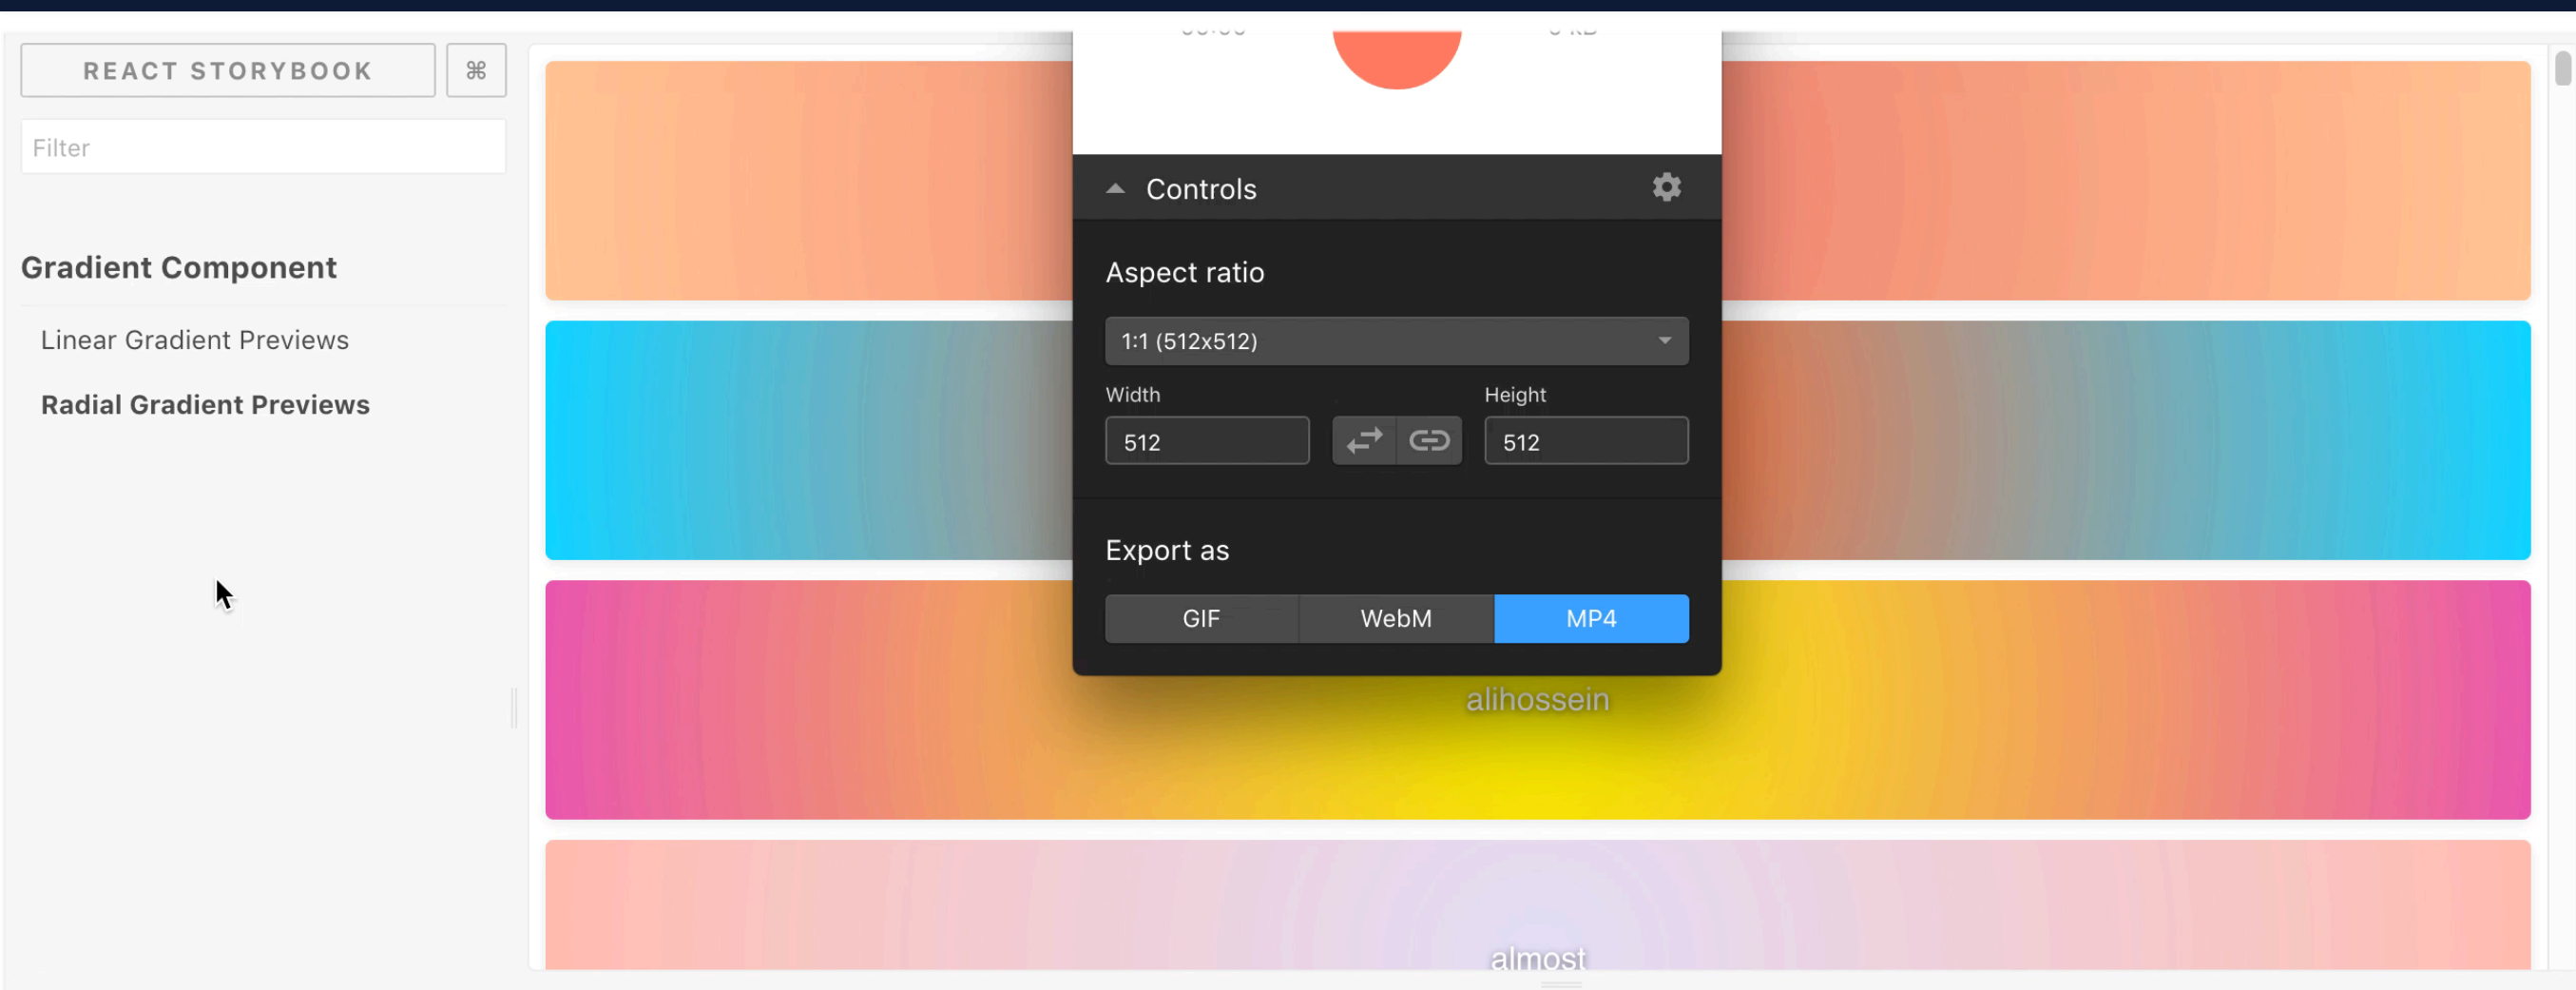 REACT STORYBOOK ⌘
Filter
Gradient Component
Linear Gradient Previews
Radial Gradient Previews
Controls
Aspect ratio
1:1 (512x512)
Width Height
512 512
Export as
GIF WebM MP4
alihossein
almost